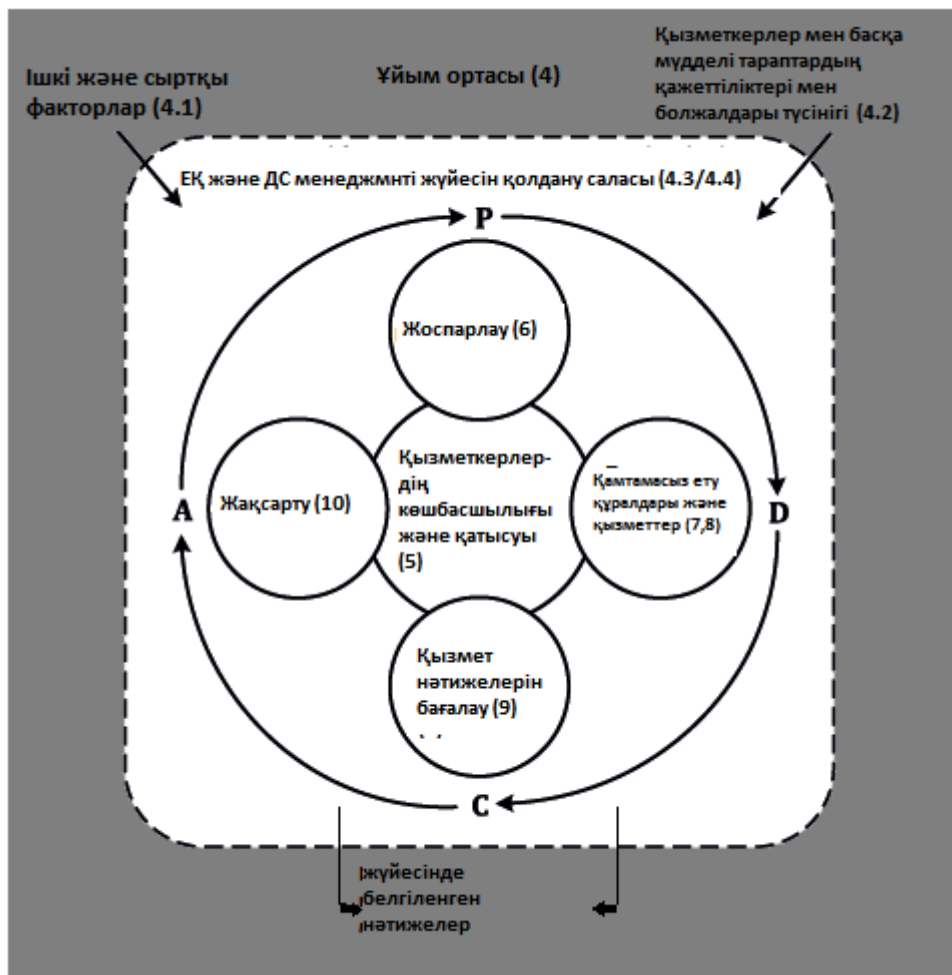 Ішкі және сыртқы
факторлар (4.1)
Ұйым ортасы (4)
Қызметкерлер мен басқа
мүдделі тараптардың
қажеттіліктері мен
болжалдары түсінігі (4.2)
ЕҚ және ДС менеджмнті жүйесін қолдану саласы (4.3/4.4)
P
Жоспарлау (6)
A
Жақсарту (10)
Қызметкерлер-
дің
көшбасшылығы
және қатысуы
(5)
Қамтамасыз ету
құралдары және
қызметтер (7,8)
D
Қызмет
нәтижелерін
бағалау (9)
C
жүйесінде
белгіленген
нәтижелер